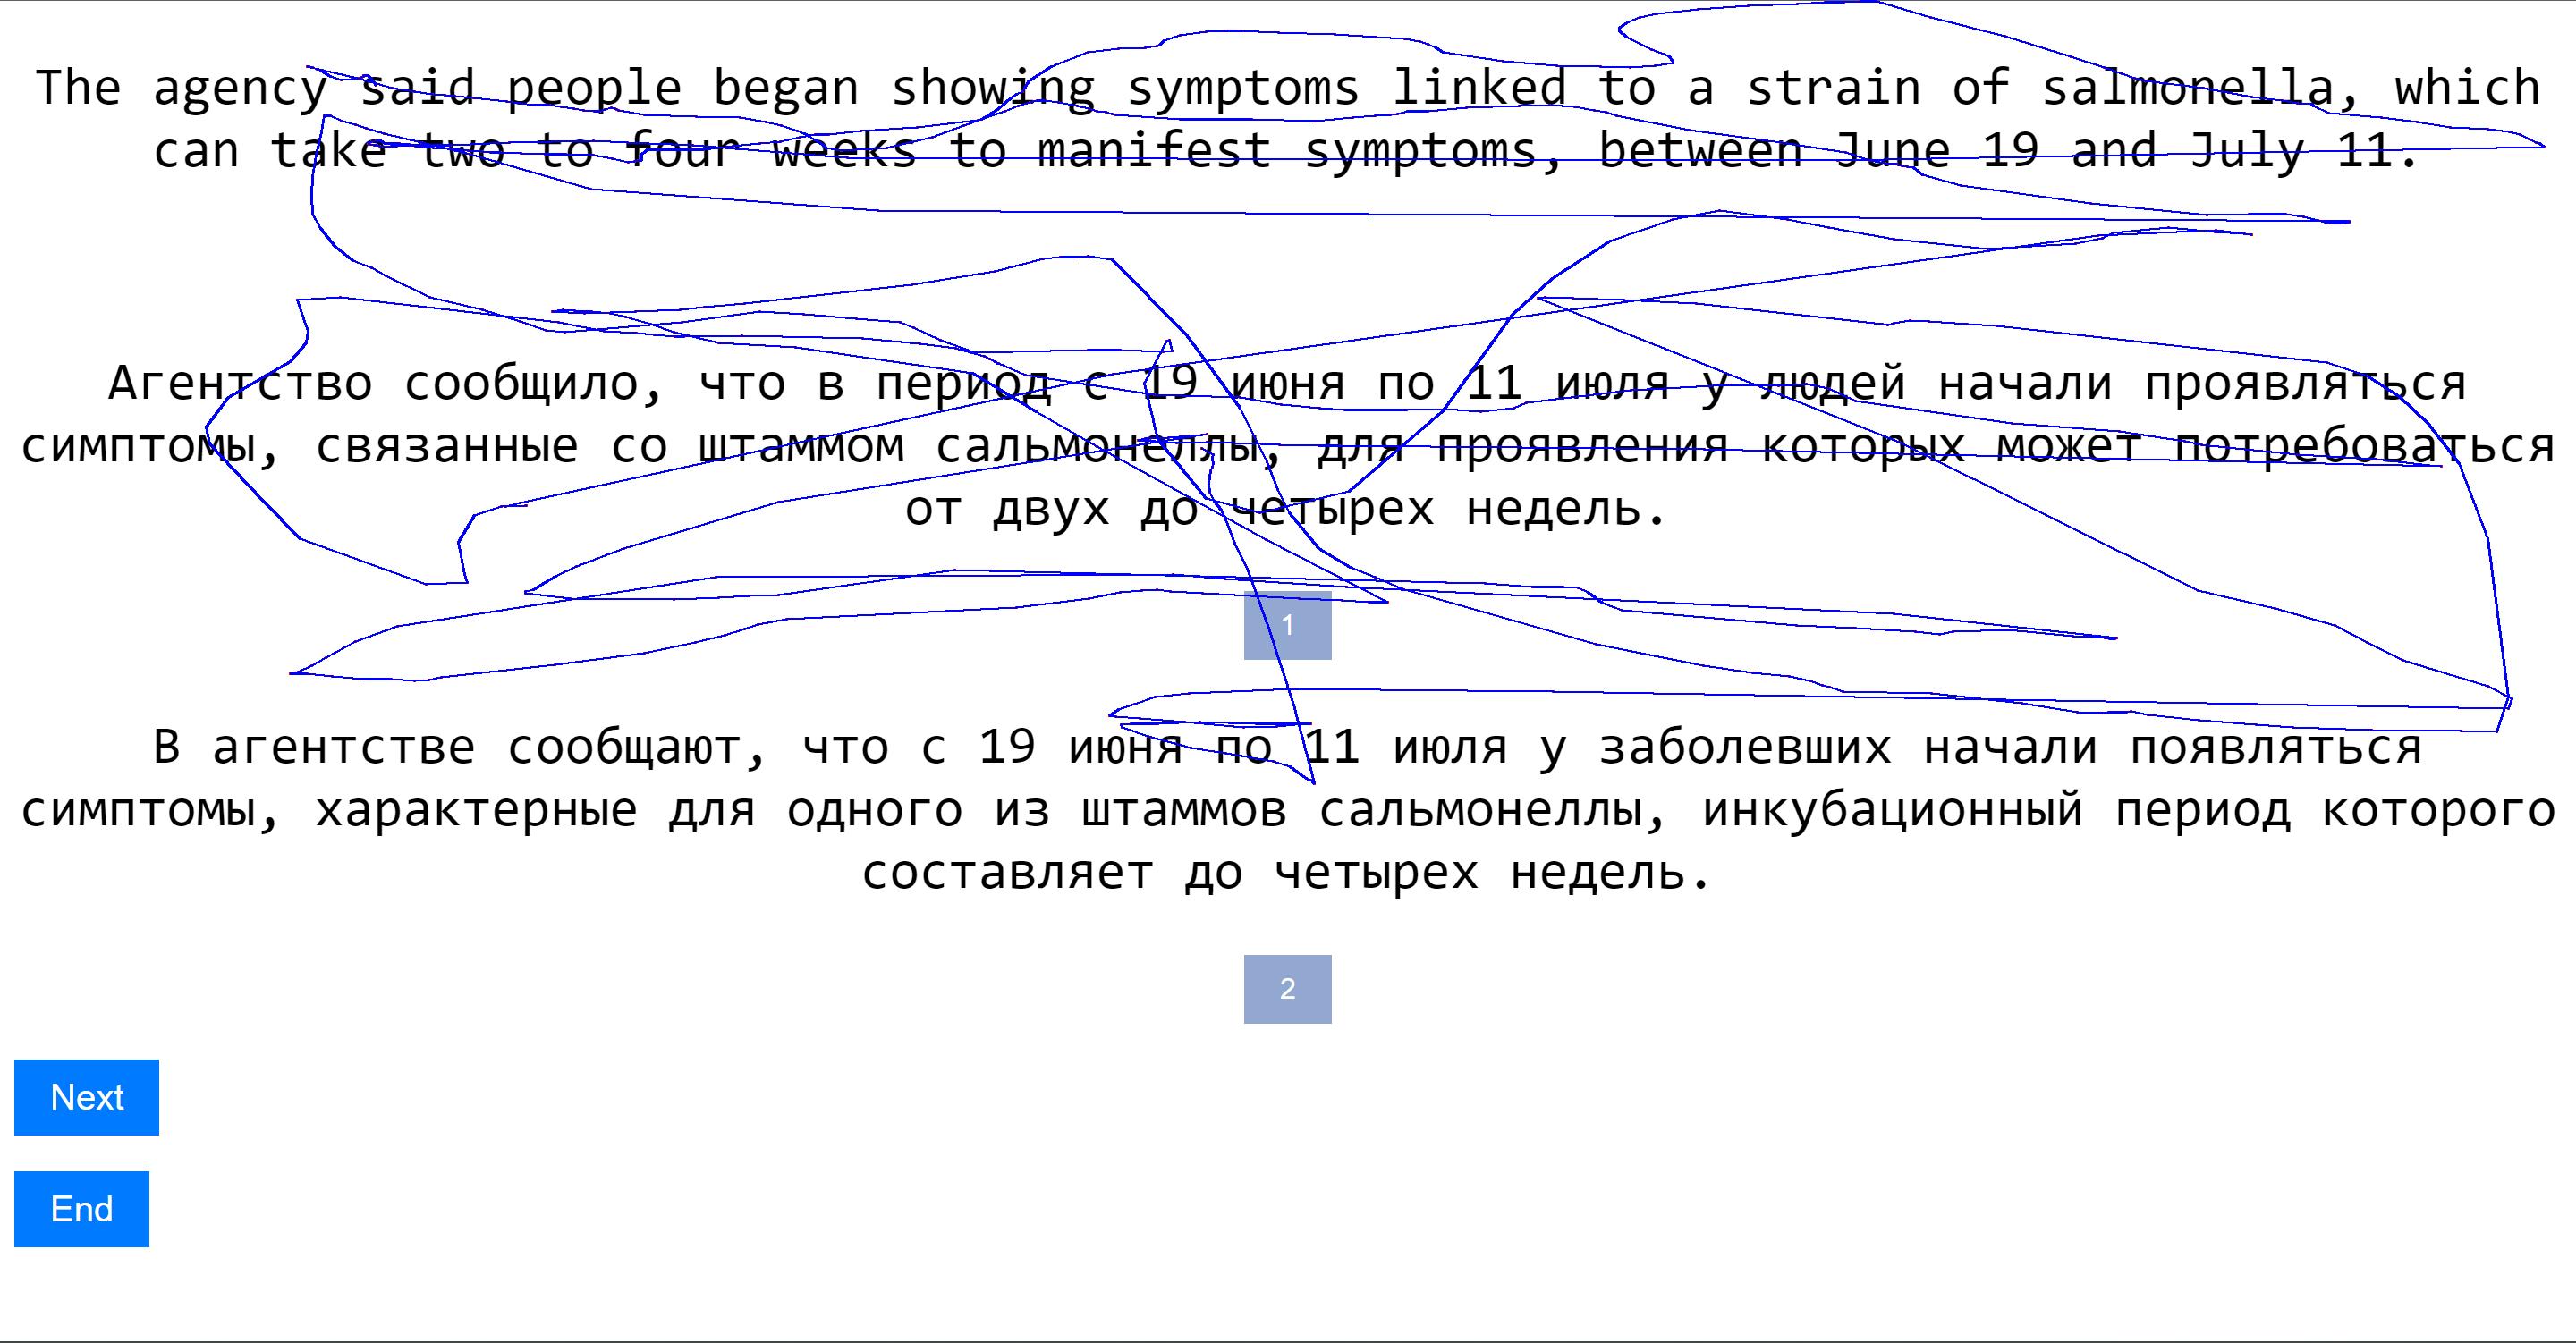 The agency said people began showing symptoms linked to a strain of salmonella, which
can take two to four weeks to manifest symptoms, between June 19 and July 11.
Агентство сообщило, что в период с 19 июня по 11 июля у людей начали проявляться
симптомы, связанные со штаммом сальмонеллы, для проявления которых может потребоваться
от двух до четырех недель.
1
В агентстве сообщают, что с 19 июня по 11 июля у заболевших начали появляться
симптомы, характерные для одного из штаммов сальмонеллы, инкубационный период которого
составляет до четырех недель.
2
Next
End